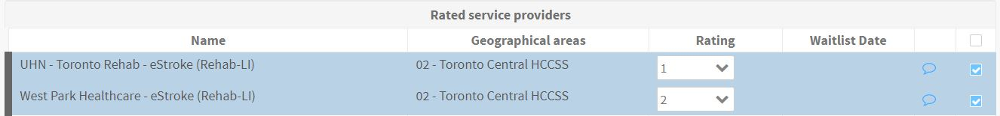 Rated service providers
Name Geographical areas Rating Waitlist Date
UHN - Toronto Rehab - eStroke (Rehab-LI) 02 - Toronto Central HCCSS 1
West Park Healthcare - eStroke (Rehab-LI) 02 - Toronto Central HCCSS 2